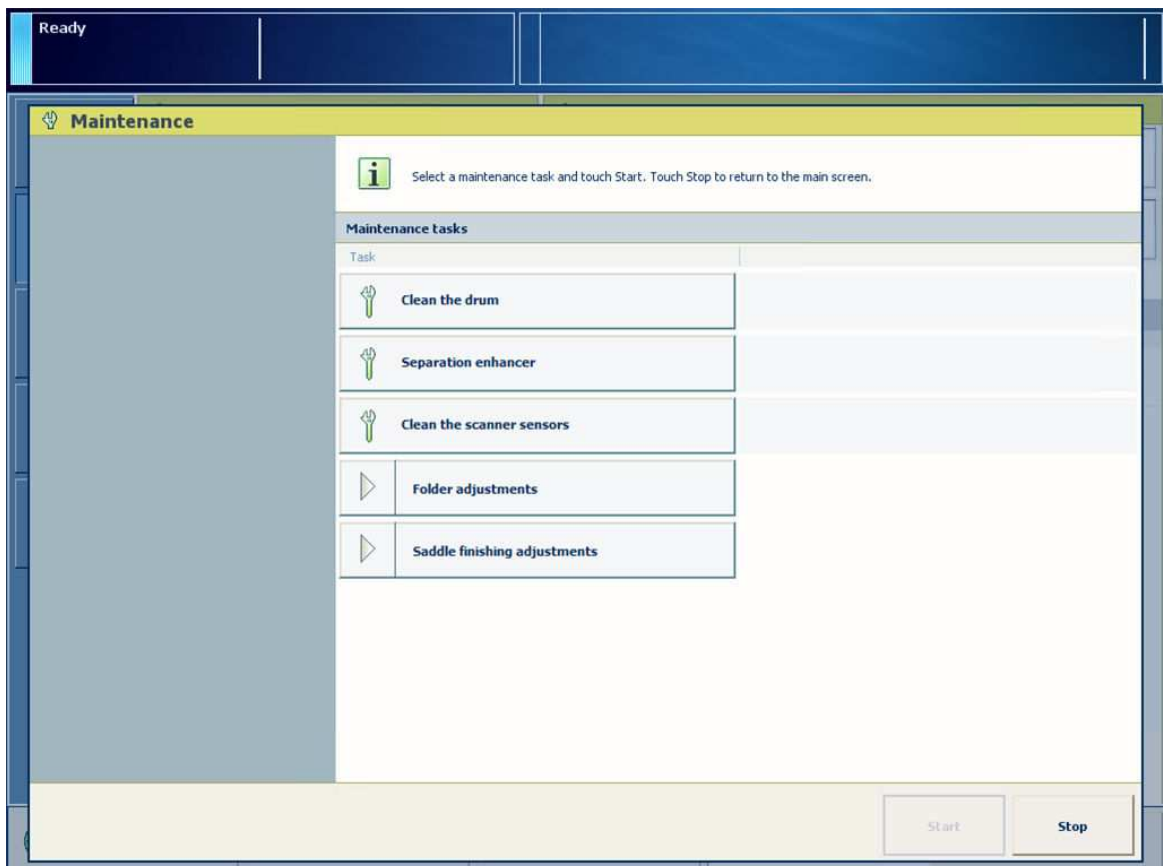 Ready
Maintenance
Select a maintenance task and touch Start. Touch Stop to return to the main screen.
Maintenance tasks
Task
Clean the drum
Separation enhancer
Clean the scanner sensors
Folder adjustments
Saddle finishing adjustments
Start
Stop